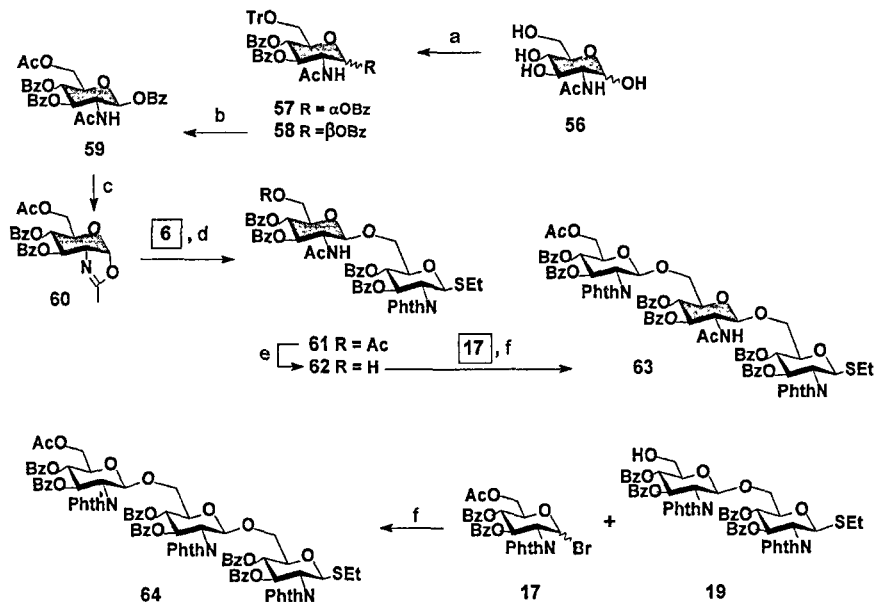 TrO
BzO
BzO
AcNH
R
57 R = αOBz
58 R = βOBz
a
HO
HO
HO
AcNH
O
OH
56
AcO
BzO
BzO
AcNH
O
OBz
59
b
c
AcO
BzO
BzO
N
O
O
60
6 , d
RO
BzO
BzO
AcNH
O
O
BzO
BzO
PhthN
O
SEt
61 R = Ac
e
62 R = H
17 , f
AcO
BzO
BzO
PhthN
O
O
BzO
BzO
AcNH
O
O
BzO
BzO
PhthN
O
SEt
63
AcO
BzO
BzO
PhthN
O
O
BzO
BzO
PhthN
O
O
BzO
BzO
PhthN
O
SEt
64
f
AcO
BzO
BzO
PhthN
O
Br
17
+
HO
BzO
BzO
PhthN
O
O
BzO
BzO
PhthN
O
SEt
19